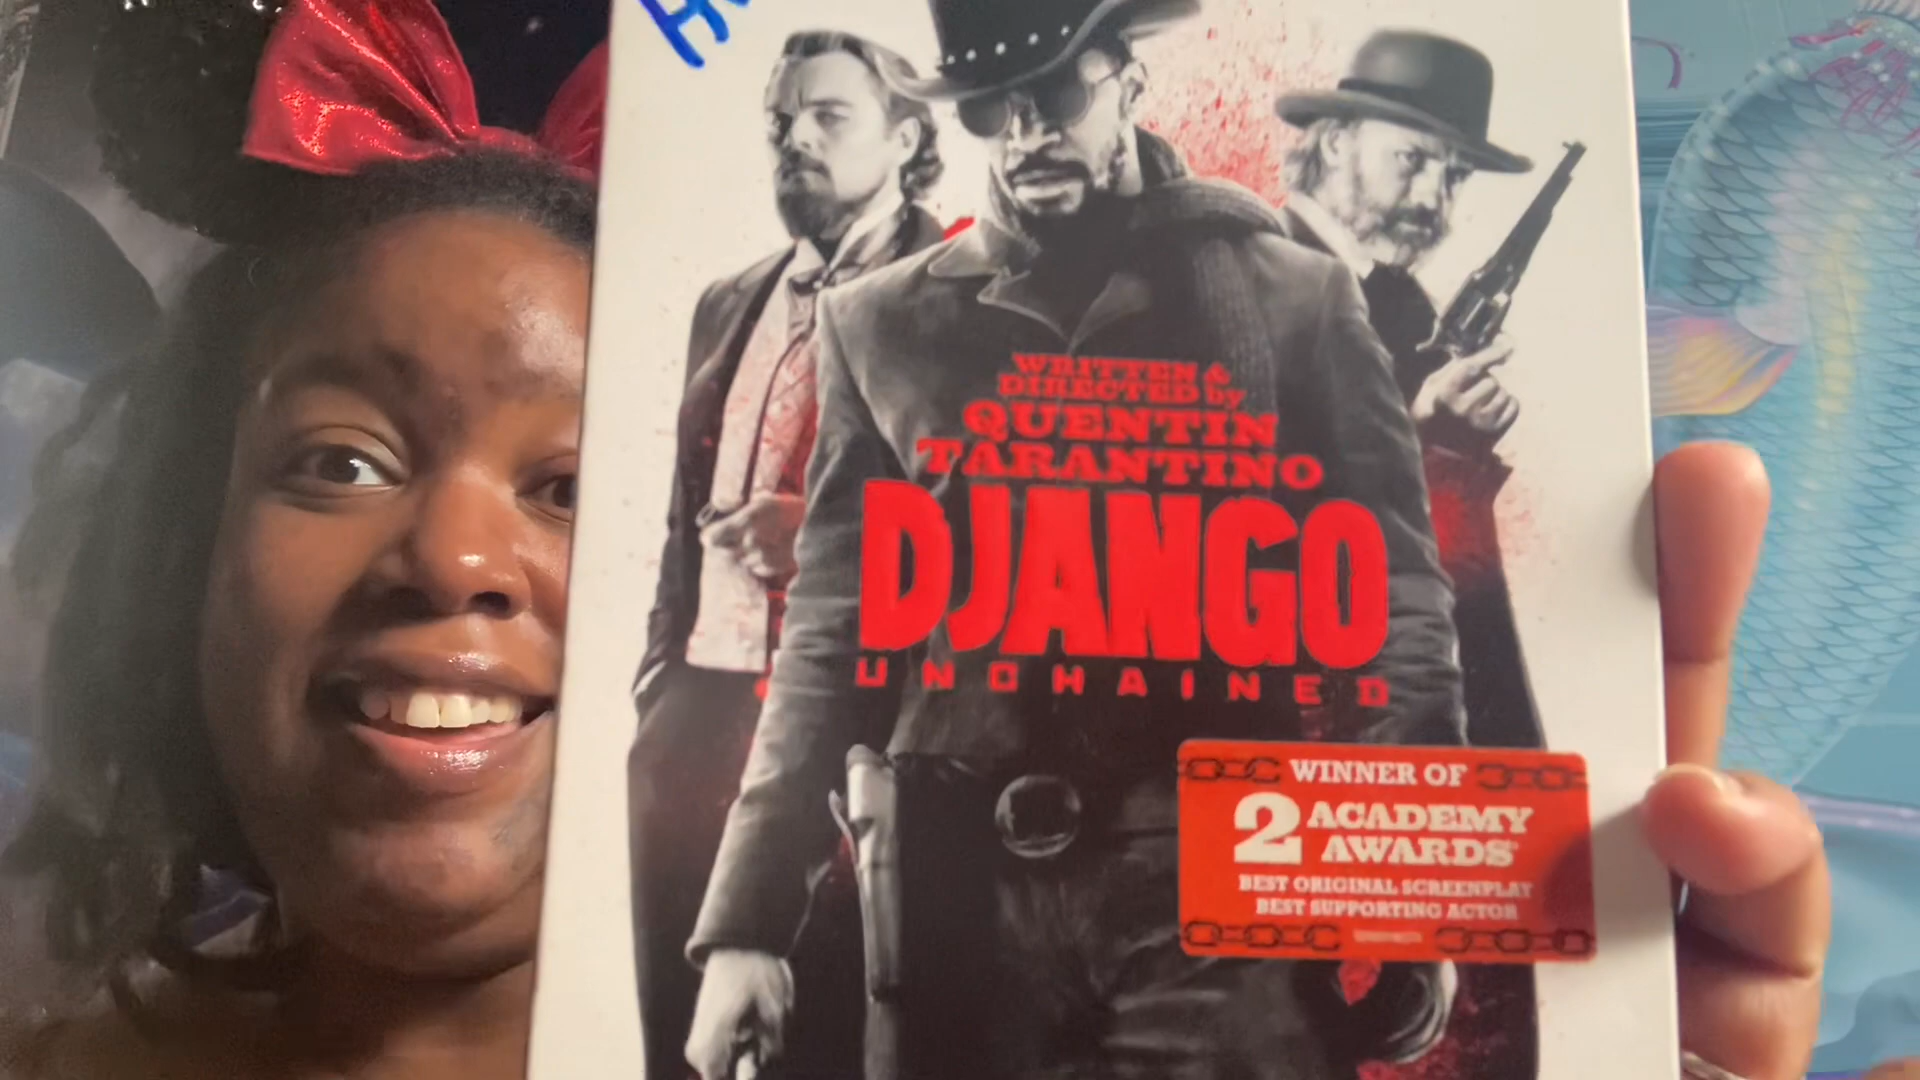 WRITTEN &
DIRECTED by
QUENTIN
TARANTINO
DJANGO
UNCHAINED
WINNER OF
2 ACADEMY
AWARDS
BEST ORIGINAL SCREENPLAY
BEST SUPPORTING ACTOR